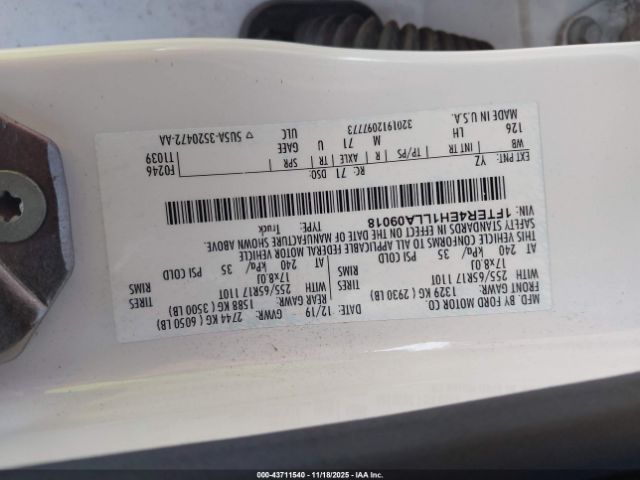 MFD. BY FORD MOTOR CO
DATE: 12/19 GVWR: 2744 KG ( 6050 LB)
FRONT GAWR: 1329 KG ( 2930 LB) REAR GAWR: 1588 KG ( 3500 LB)
WITH 255/65R17 110T TIRES WITH 255/65R17 110T TIRES
17x8.0J RIMS 17x8.0J RIMS
AT 240 kPa/ 35 PSI COLD AT 240 kPa/ 35 PSI COLD
THIS VEHICLE CONFORMS TO ALL APPLICABLE FEDERAL MOTOR VEHICLE
SAFETY STANDARDS IN EFFECT ON THE DATE OF MANUFACTURE SHOWN ABOVE.
VIN: 1FTER4EH1LLA09018 TYPE: Truck
EXT PNT: YZ RC: 71 DSO: F0246
WB INT TR TP/PS R AXLE TR SPR T1039
126 LH M 71 U GAEE ULC
MADE IN U.S.A. 320191209773 5U5A-3520472-AA
000-43711540 - 11/18/2025 - IAAI.COM